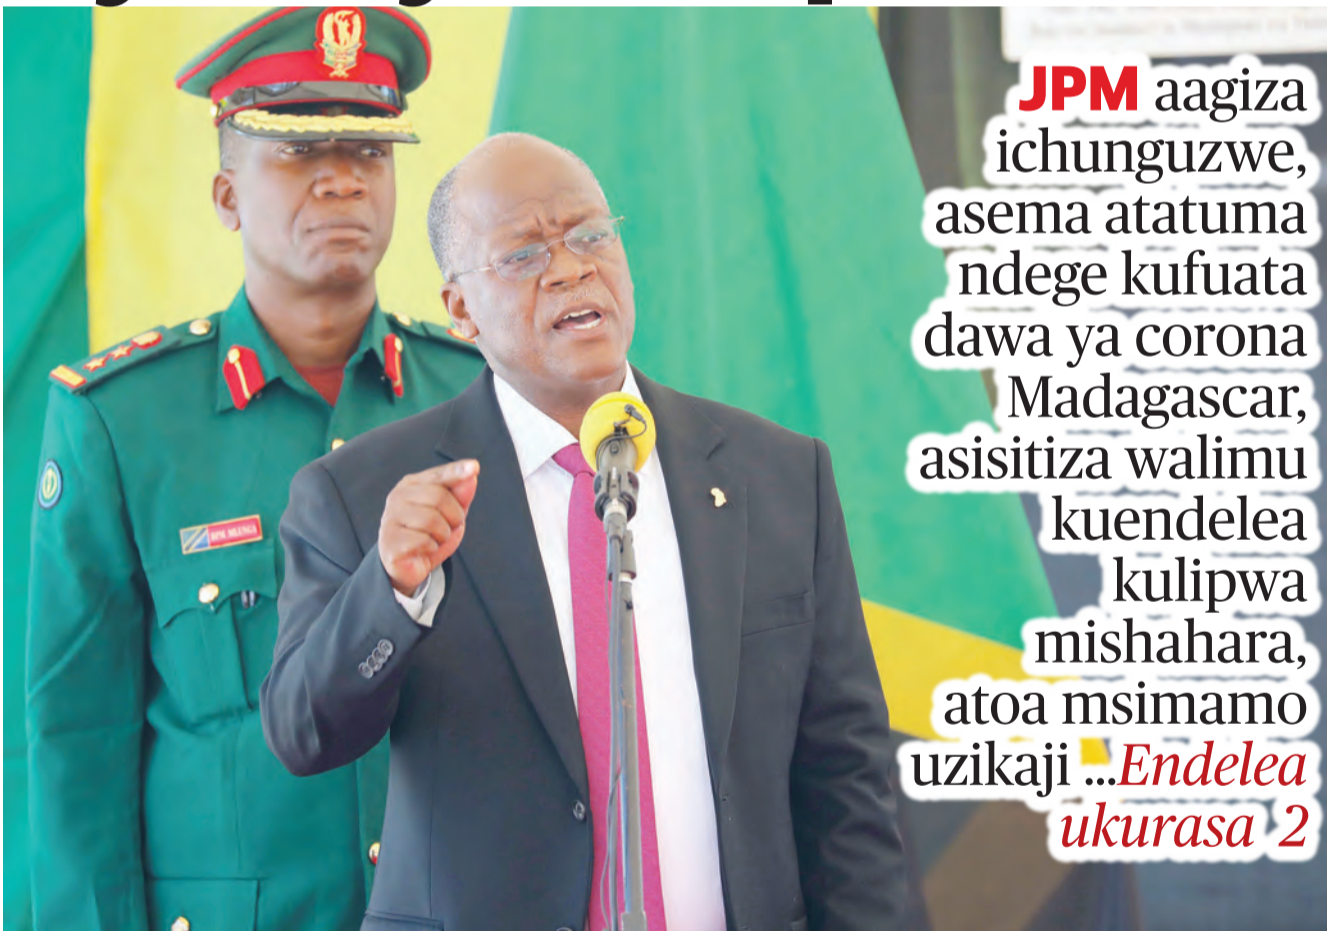 JPM aagiza
ichunguzwe,
asema atatuma
ndege kufuata
dawa ya corona
Madagascar,
asisitiza walimu
kuendelea
kulipwa
mishahara,
atoa msimamo
uzikaji ...Endelea
ukurasa 2